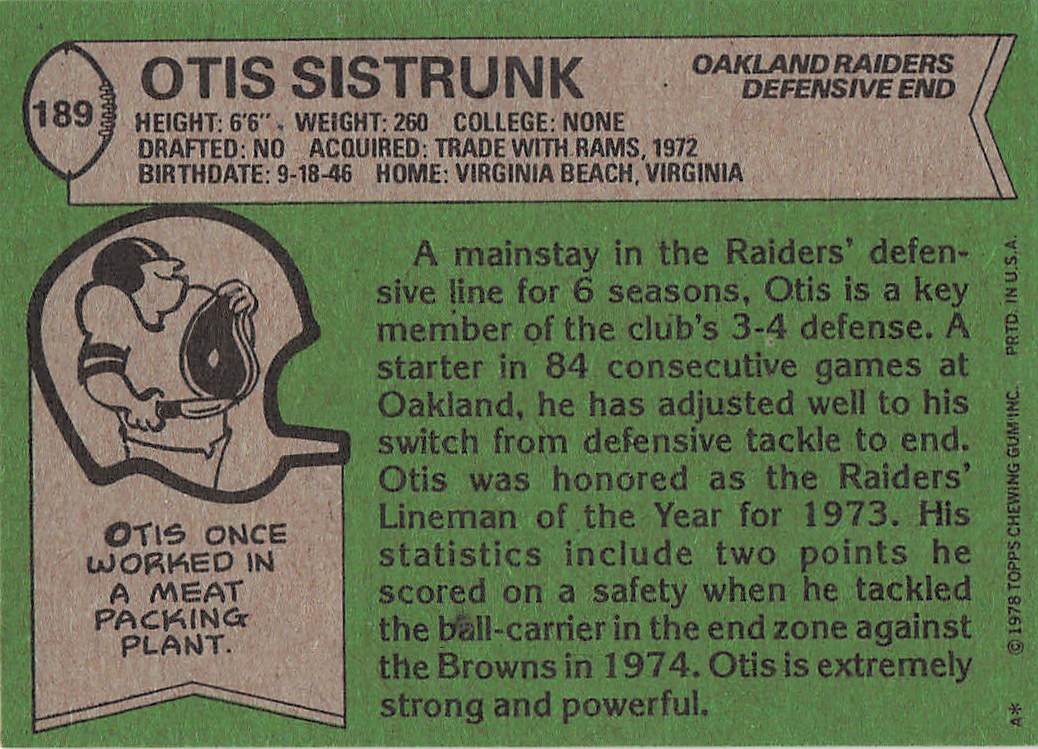 189
OTIS SISTRUNK
OAKLAND RAIDERS
DEFENSIVE END
HEIGHT: 6'6". WEIGHT: 260 COLLEGE: NONE
DRAFTED: NO ACQUIRED: TRADE WITH RAMS, 1972
BIRTHDATE: 9-18-46 HOME: VIRGINIA BEACH, VIRGINIA
OTIS ONCE
WORKED IN
A MEAT
PACKING
PLANT.
A mainstay in the Raiders' defen-
sive line for 6 seasons, Otis is a key
member of the club's 3-4 defense. A
starter in 84 consecutive games at
Oakland, he has adjusted well to his
switch from defensive tackle to end.
Otis was honored as the Raiders'
Lineman of the Year for 1973. His
statistics include two points he
scored on a safety when he tackled
the ball-carrier in the end zone against
the Browns in 1974. Otis is extremely
strong and powerful.
A* © 1978 TOPPS CHEWING GUM INC. PRTD. IN U.S.A.